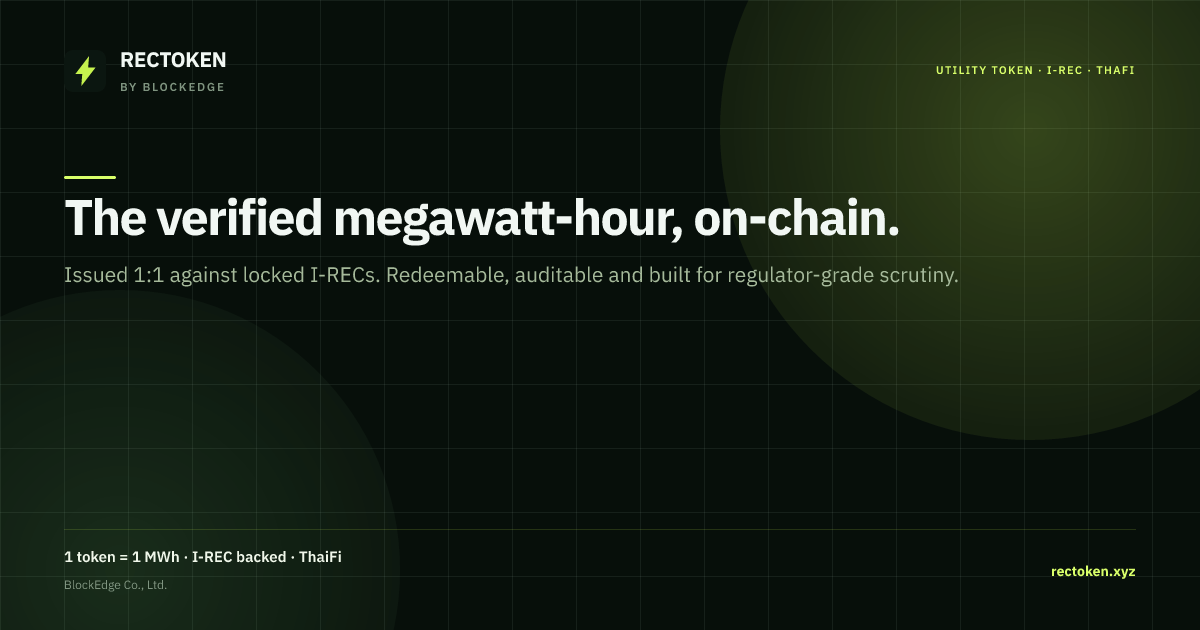 RECTOKEN
BY BLOCKEDGE
UTILITY TOKEN · I-REC · THAFI
The verified megawatt-hour, on-chain.
Issued 1:1 against locked I-RECs. Redeemable, auditable and built for regulator-grade scrutiny.
1 token = 1 MWh · I-REC backed · ThaiFi
BlockEdge Co., Ltd.
rectoken.xyz